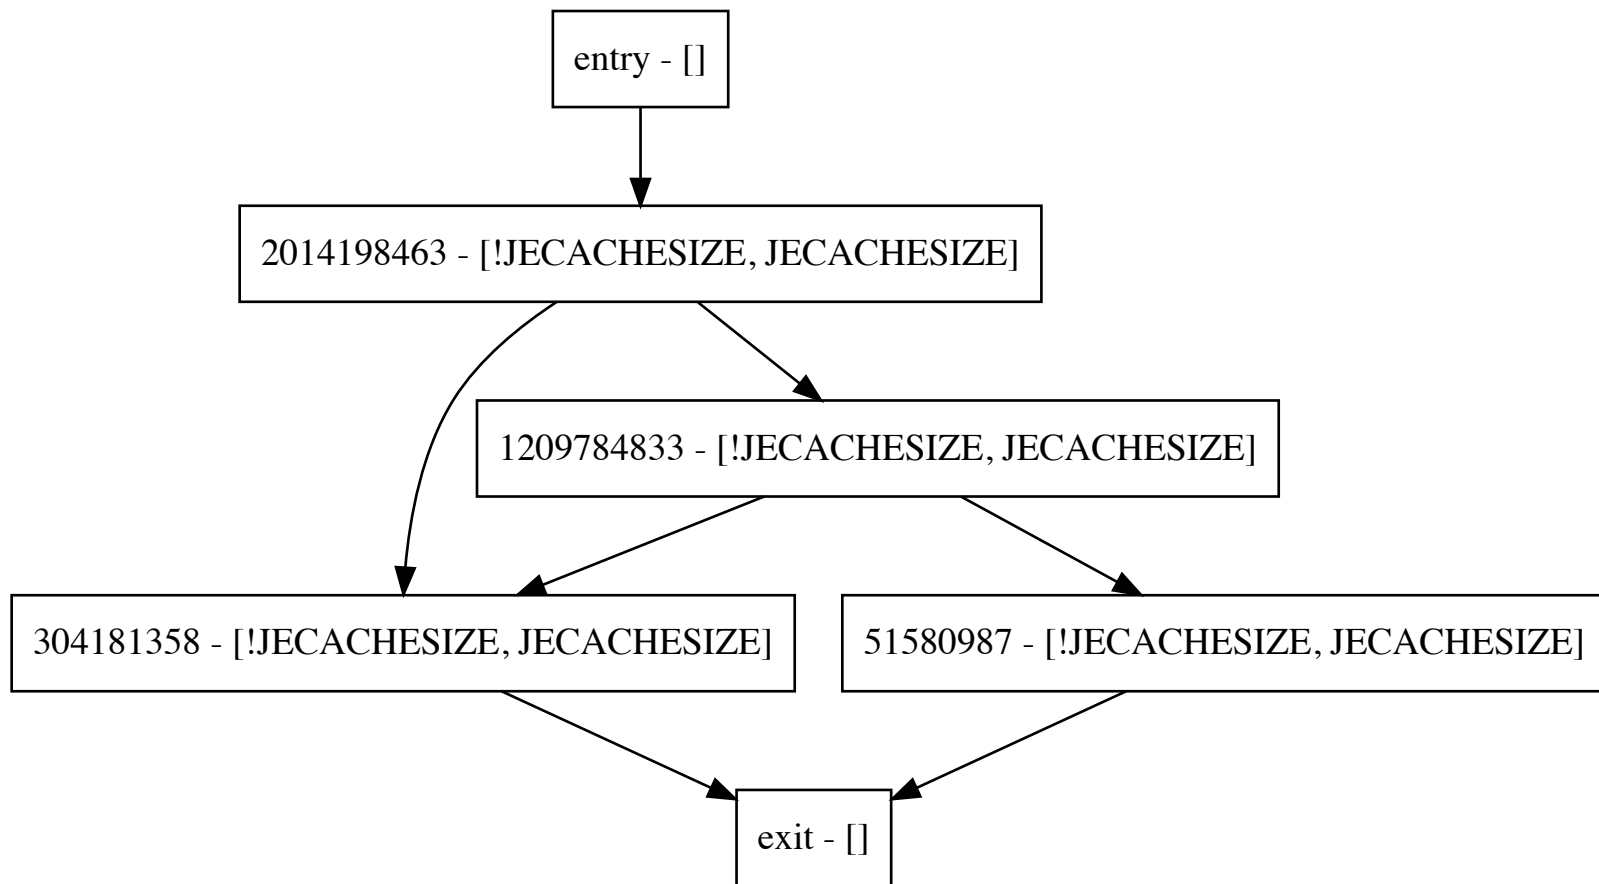 entry - []
2014198463 - [!JECACHESIZE, JECACHESIZE]
1209784833 - [!JECACHESIZE, JECACHESIZE]
304181358 - [!JECACHESIZE, JECACHESIZE]
51580987 - [!JECACHESIZE, JECACHESIZE]
exit - []